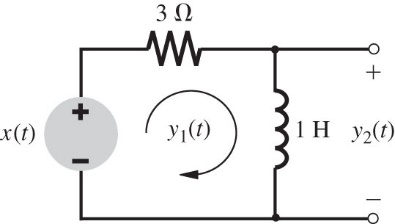 3 Ω
+
+
x(t) y₁(t) 1 H y₂(t)
−
−